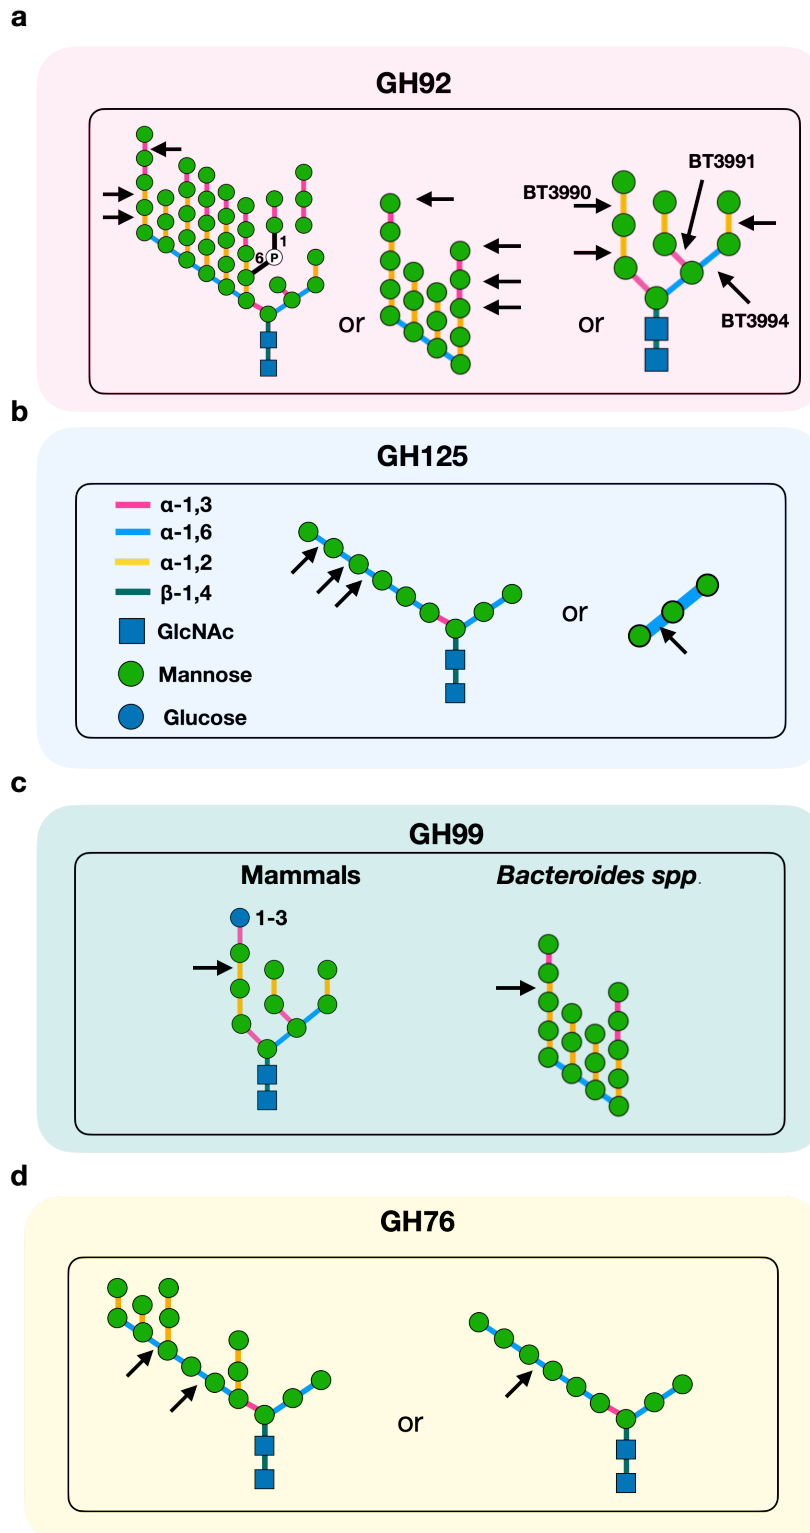 a
GH92
BT3991
BT3990
1
6
P
or
or
BT3994
b
GH125
α-1,3
α-1,6
α-1,2
β-1,4
GlcNAc
Mannose
Glucose
or
c
GH99
Mammals
Bacteroides spp.
1-3
d
GH76
or